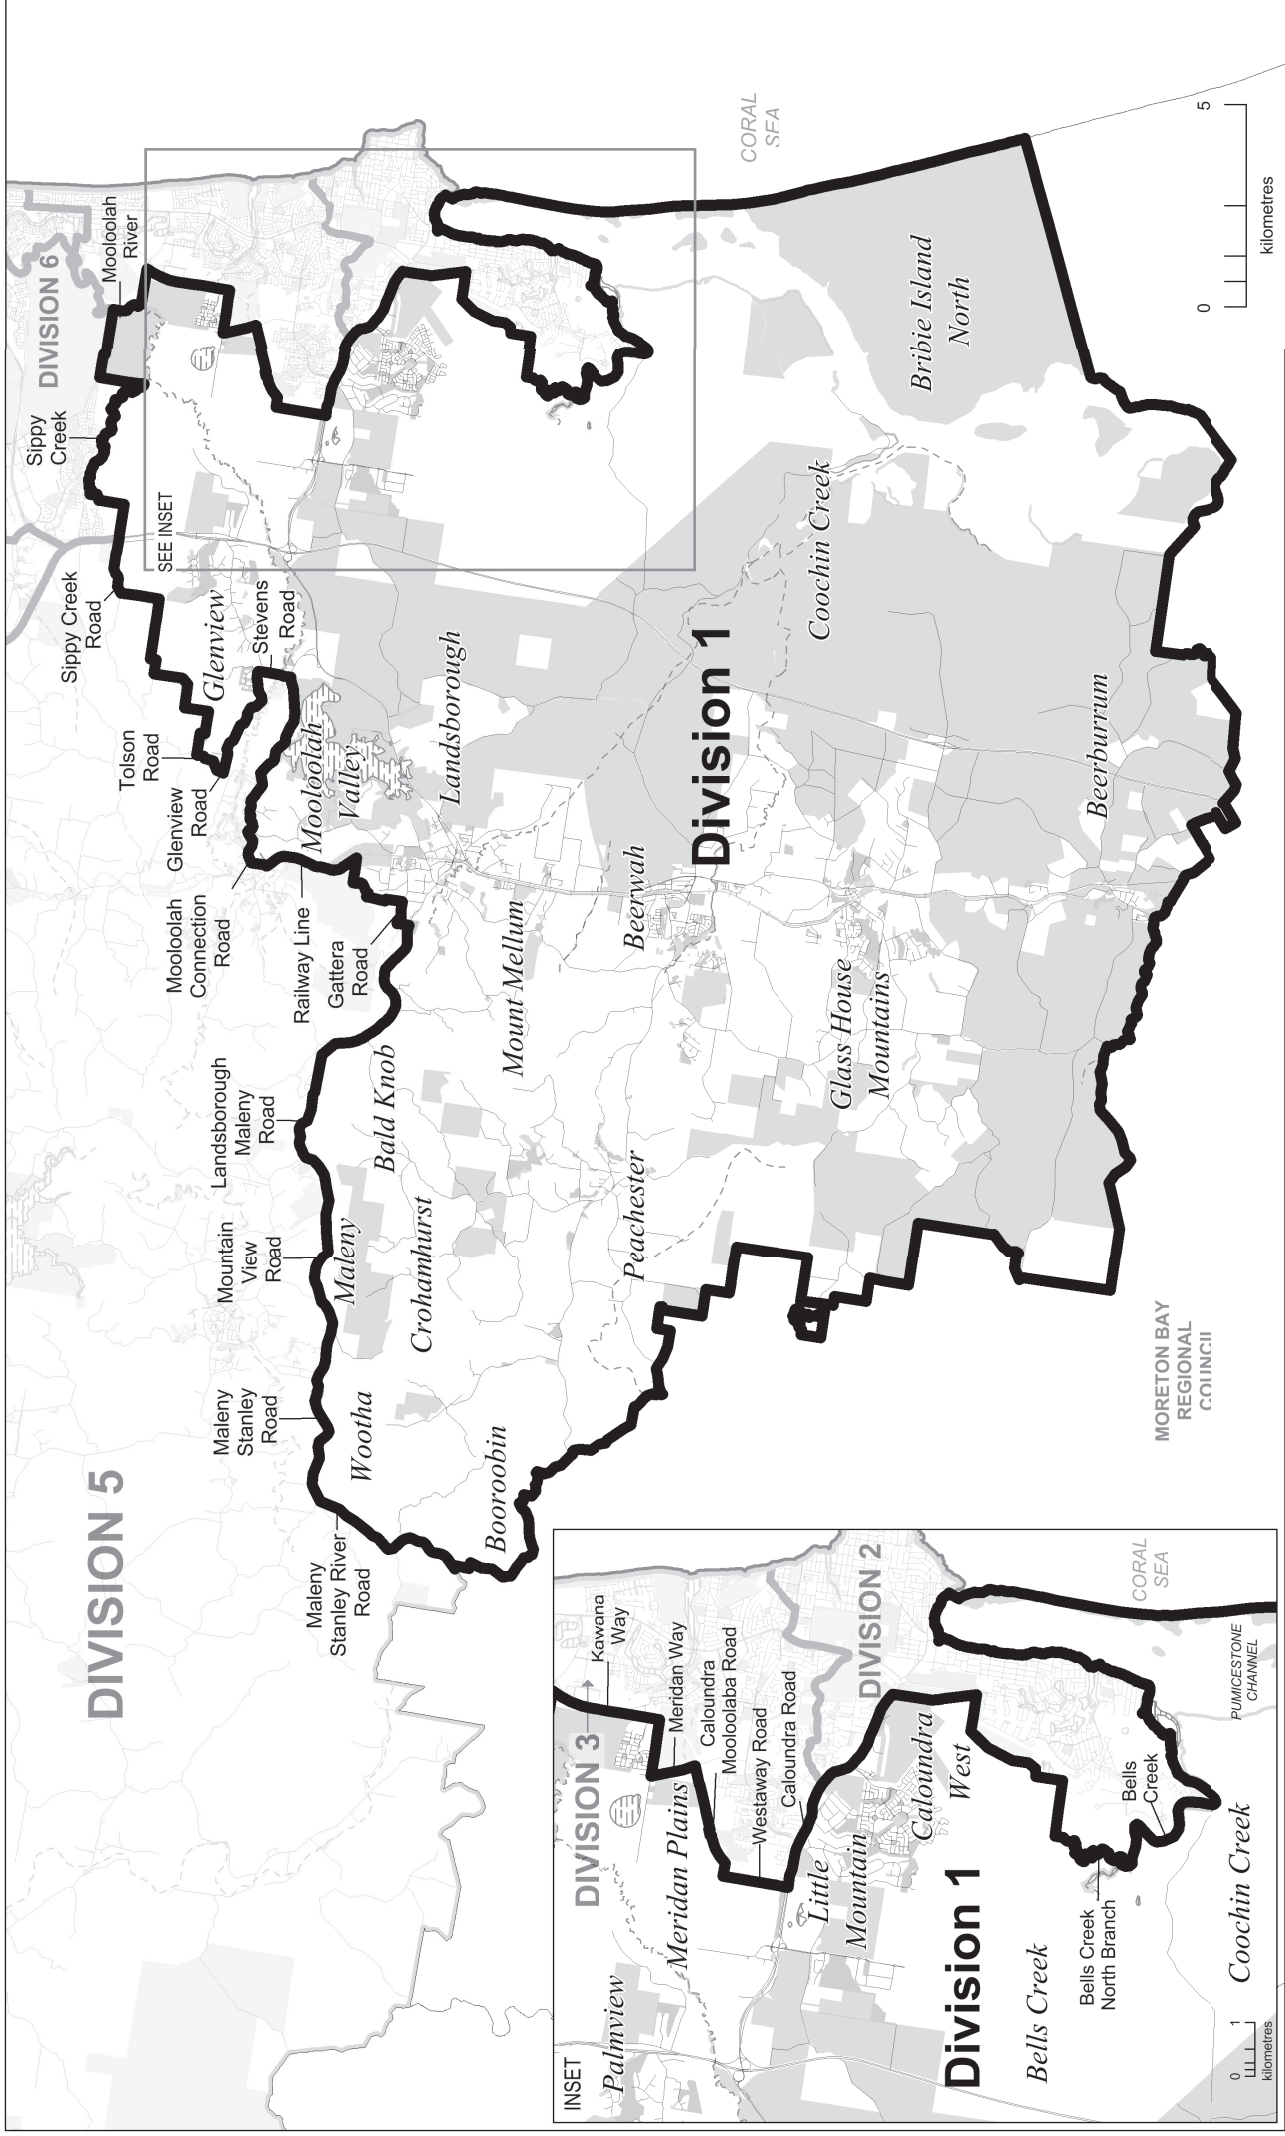 DIVISION 5
DIVISION 6
Mooloolah
River
Sippy
Creek
SEE INSET
Sippy Creek
Road
Glenview
Stevens
Road
Tolson
Road
Glenview
Road
Mooloolah
Connection
Road
Mooloolah
Valley
Railway Line
Gattera
Road
Landsborough
Landsborough
Maleny
Road
Bald Knob
Mount Mellum
Mountain
View
Road
Maleny
Crohamhurst
Maleny
Stanley
Road
Wootha
Maleny
Stanley River
Road
Booroobin
Peachester
Beerwah
Division 1
Glass House
Mountains
Coochin Creek
Beerburrum
Bribie Island
North
CORAL
SEA
MORETON BAY
REGIONAL
COUNCIL
0
5
kilometres
INSET
Palmview
DIVISION 3
Kawana
Way
Meridan Way
Meridan Plains
Caloundra
Mooloolaba Road
Westaway Road
Caloundra Road
DIVISION 2
Little
Mountain
Caloundra
West
Division 1
Bells Creek
Bells Creek
North Branch
Bells
Creek
Coochin Creek
PUMICESTONE
CHANNEL
CORAL
SEA
0
1
kilometres